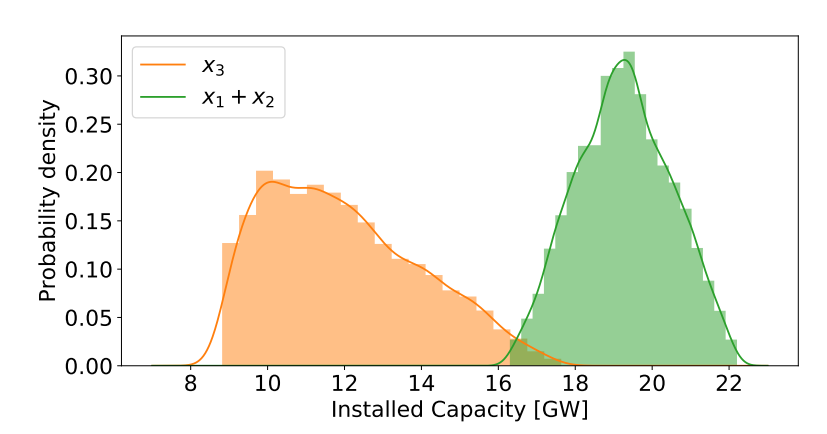 x₃
x₁ + x₂
Probability density
0.30
0.25
0.20
0.15
0.10
0.05
0.00
8 10 12 14 16 18 20 22
Installed Capacity [GW]